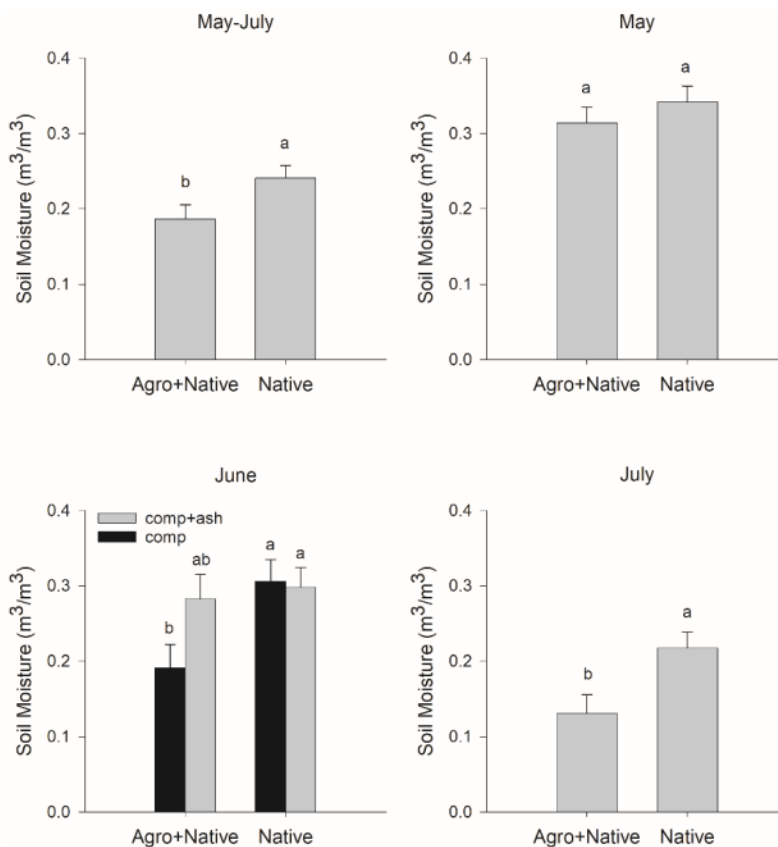 May-July
Soil Moisture (m³/m³)
0.4
0.3
0.2
0.1
0.0
b
a
Agro+Native Native
May
Soil Moisture (m³/m³)
0.4
0.3
0.2
0.1
0.0
a
a
Agro+Native Native
June
Soil Moisture (m³/m³)
0.4
0.3
0.2
0.1
0.0
comp+ash
comp
b
ab
a
a
Agro+Native Native
July
Soil Moisture (m³/m³)
0.4
0.3
0.2
0.1
0.0
b
a
Agro+Native Native